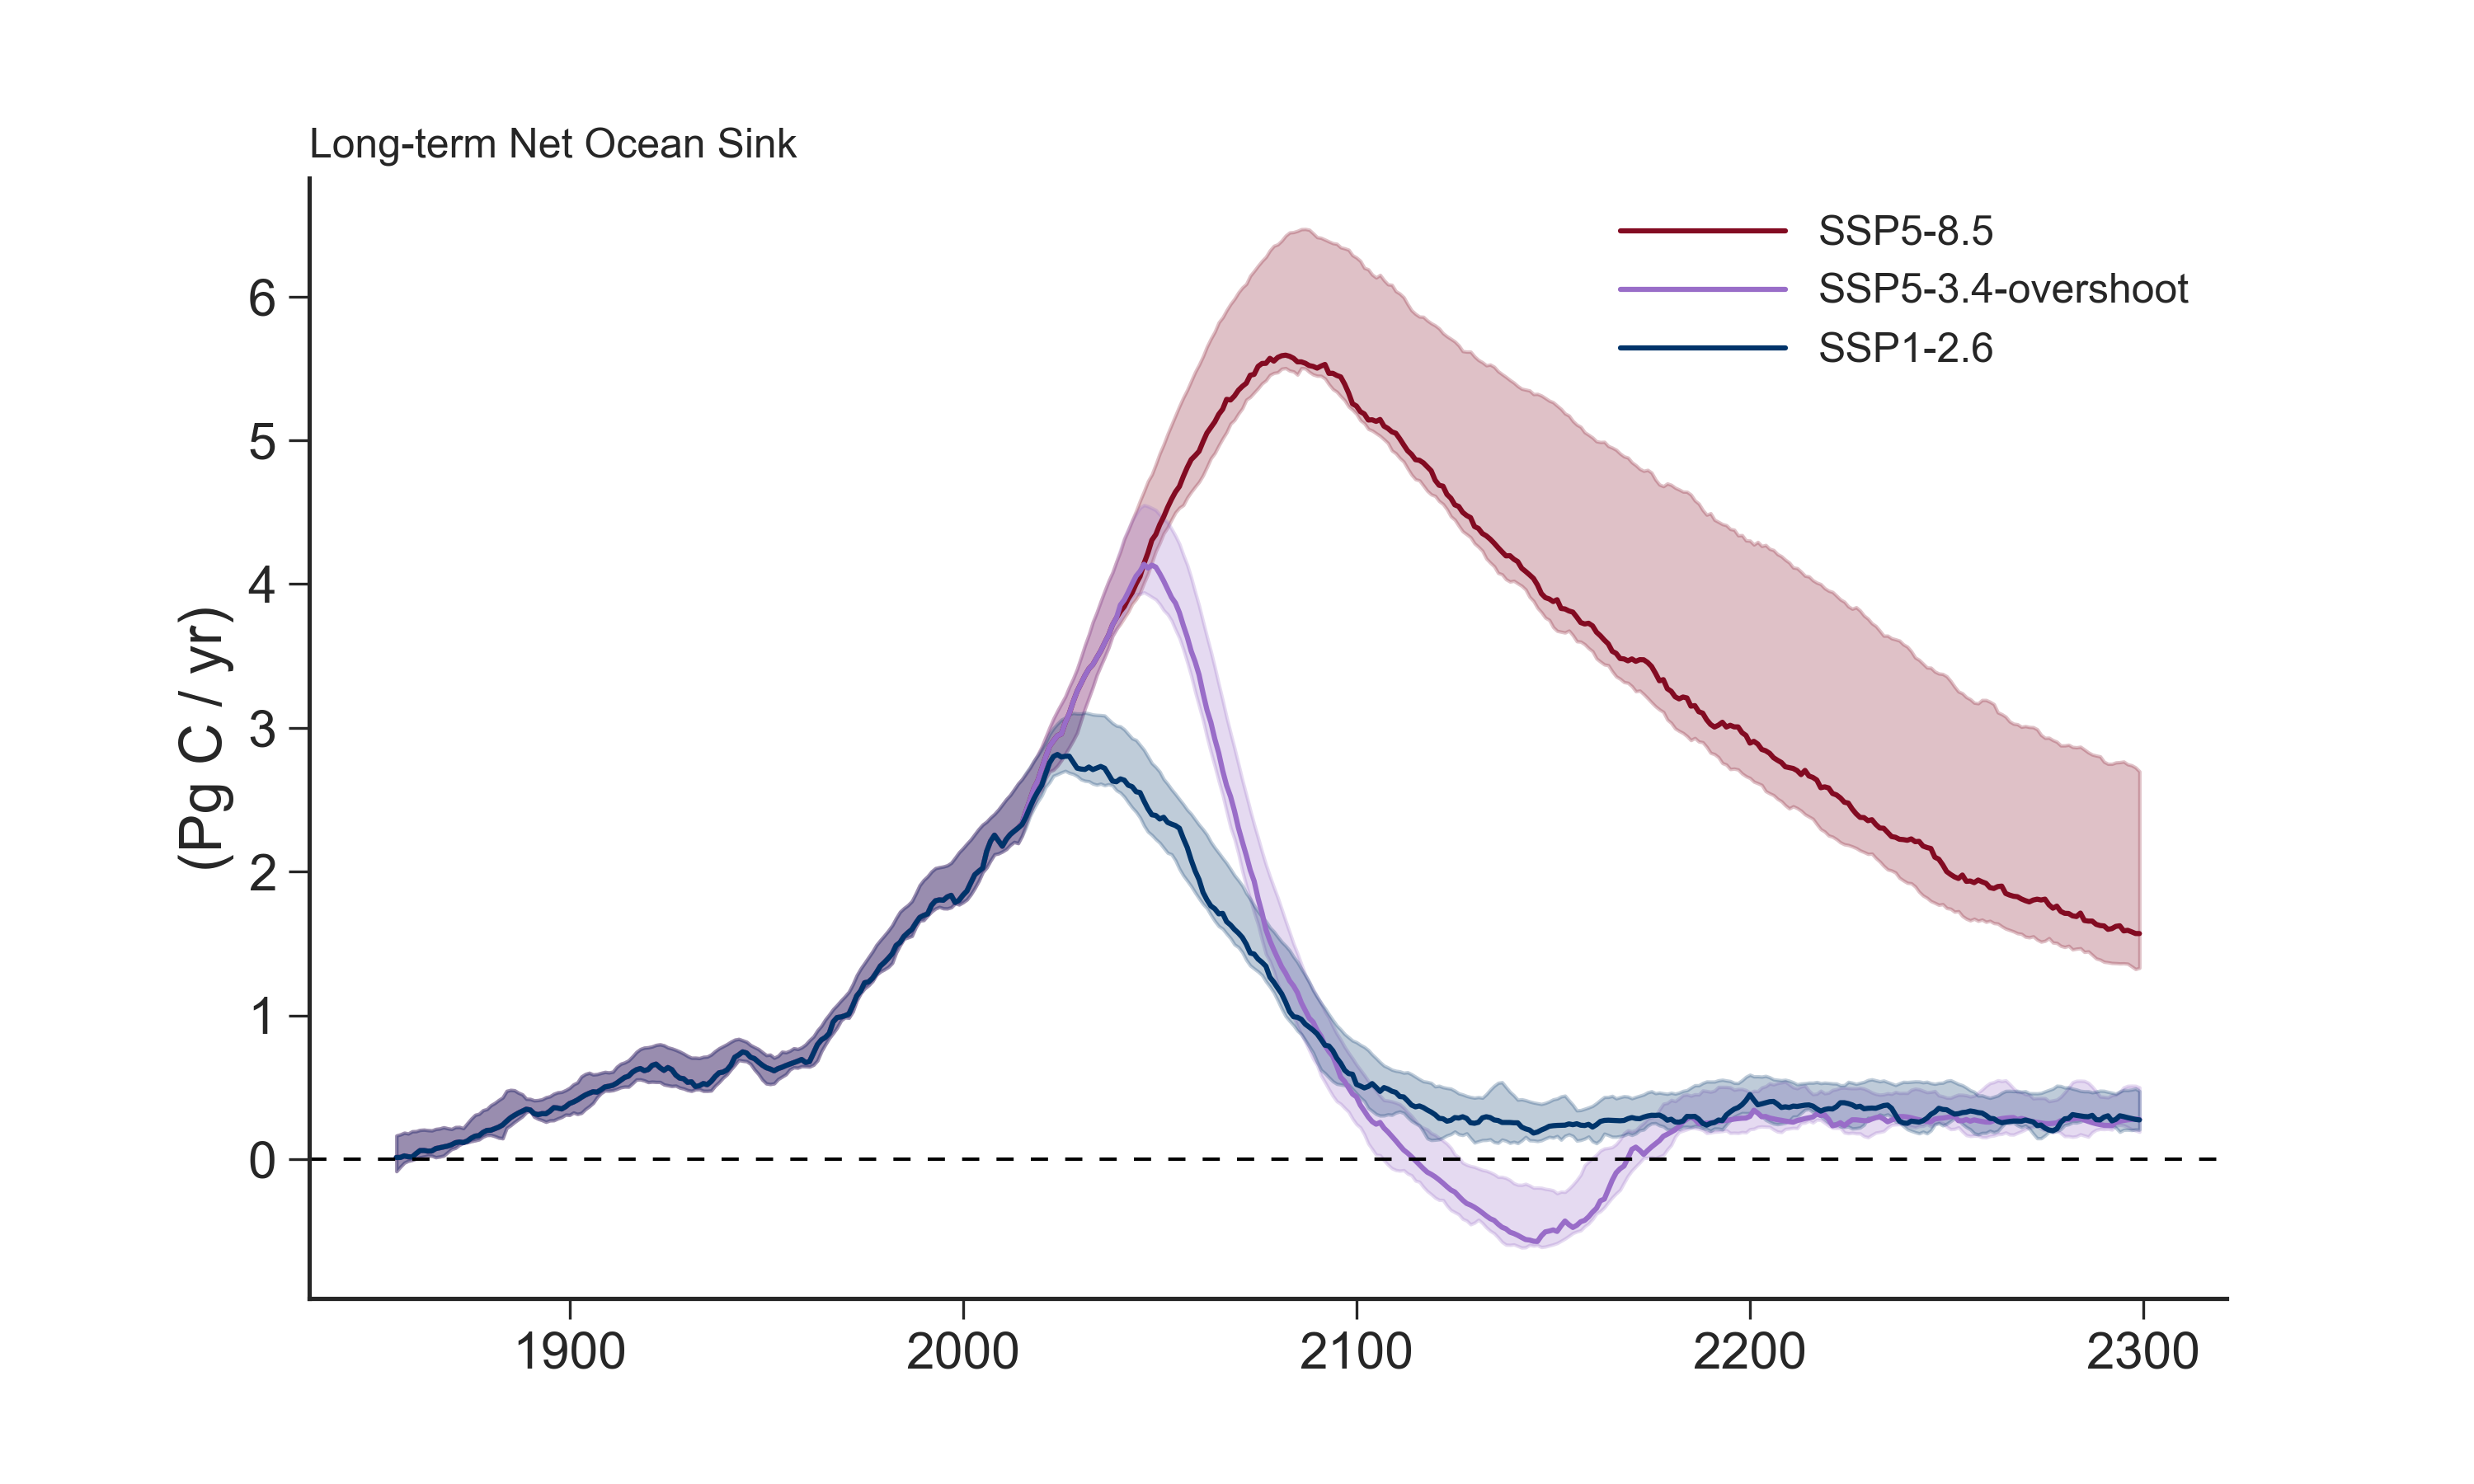 Long-term Net Ocean Sink
SSP5-8.5
SSP5-3.4-overshoot
SSP1-2.6
(Pg C / yr)
6
5
4
3
2
1
0
1900 2000 2100 2200 2300